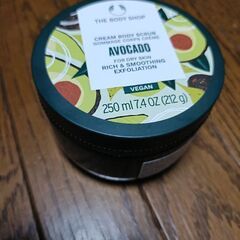 THE BODY SHOP
CREAM BODY SCRUB
GOMMAGE CORPS CRÈME
AVOCADO
FOR DRY SKIN
RICH & SMOOTHING
EXFOLIATION
VEGAN
250 ml 7.4 OZ (212 g)